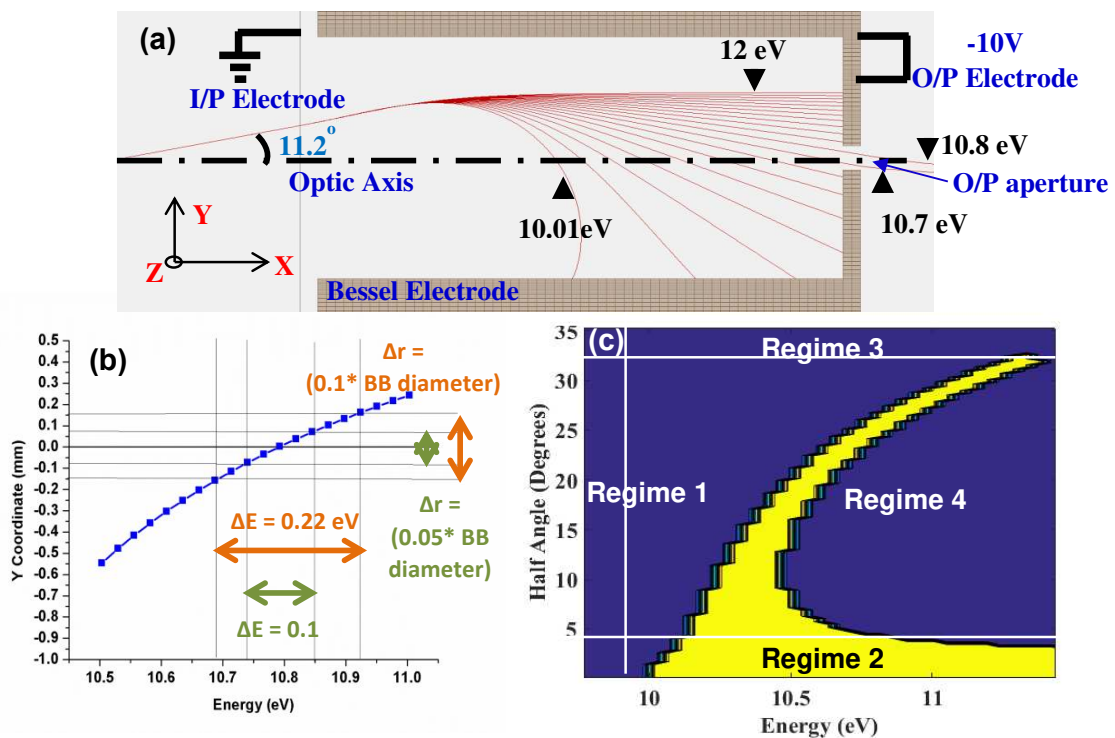 (a)
I/P Electrode
11.2°
Optic Axis
12 eV
-10V
O/P Electrode
10.8 eV
O/P aperture
10.7 eV
10.01eV
Y
Z
X
Bessel Electrode
(b)
0.5
0.4
0.3
0.2
0.1
0.0
-0.1
-0.2
-0.3
-0.4
-0.5
-0.6
-0.7
-0.8
-0.9
-1.0
Y Coordinate (mm)
Δr =
(0.1* BB
diameter)
ΔE = 0.22 eV
Δr =
(0.05* BB
diameter)
ΔE = 0.1
10.5
10.6
10.7
10.8
10.9
11.0
Energy (eV)
(c)
35
30
25
20
15
10
5
Half Angle (Degrees)
Regime 3
Regime 1
Regime 4
Regime 2
10
10.5
11
Energy (eV)